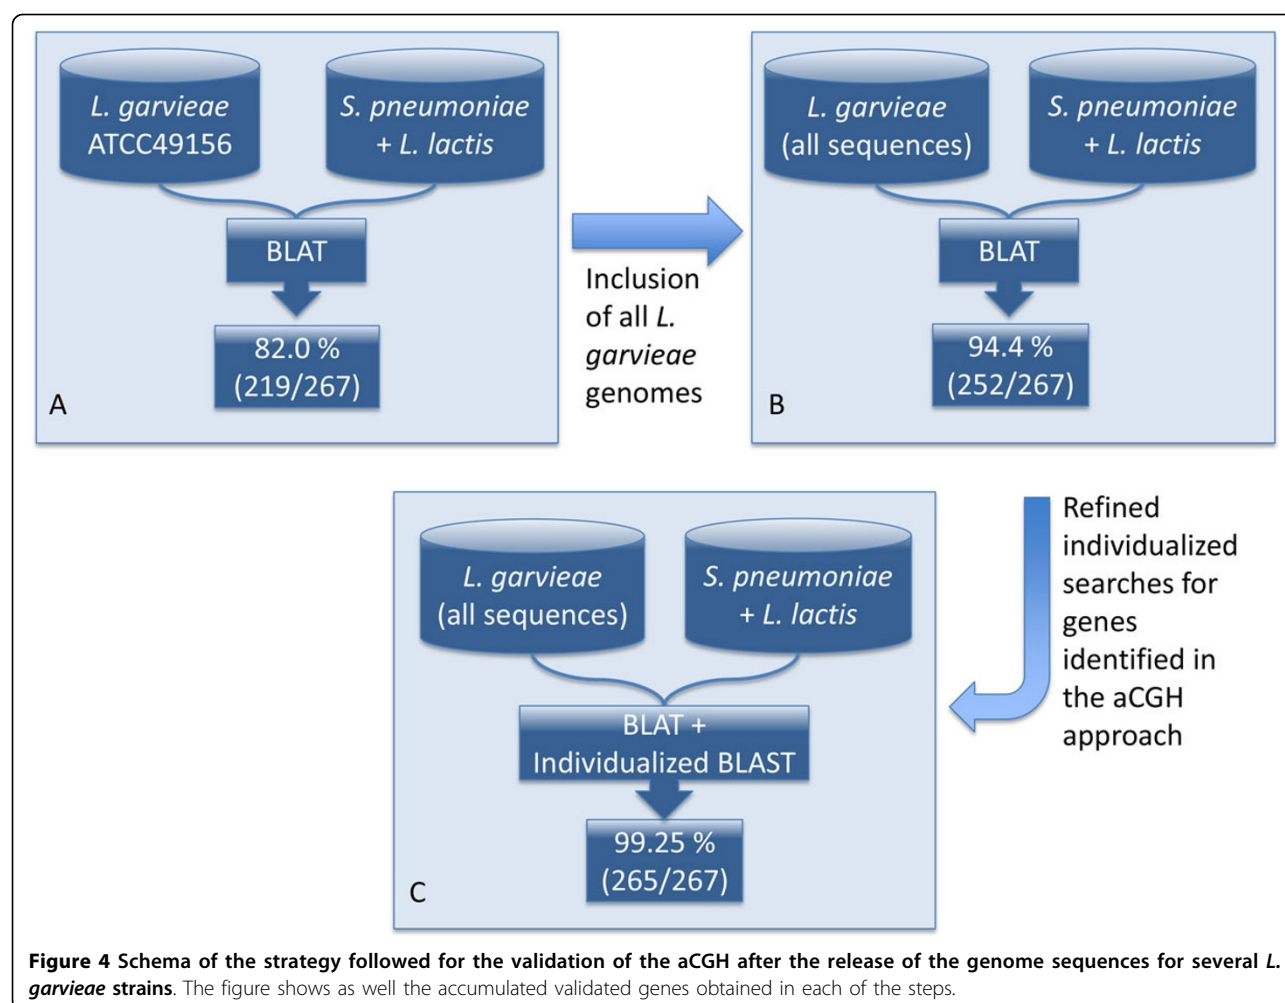 L. garvieae
ATCC49156
S. pneumoniae
+ L. lactis
BLAT
82.0 %
(219/267)
A
Inclusion
of all L.
garvieae
genomes
L. garvieae
(all sequences)
S. pneumoniae
+ L. lactis
BLAT
94.4 %
(252/267)
B
Refined
individualized
searches for
genes
identified in
the aCGH
approach
L. garvieae
(all sequences)
S. pneumoniae
+ L. lactis
BLAT +
Individualized BLAST
99.25 %
(265/267)
C
Figure 4 Schema of the strategy followed for the validation of the aCGH after the release of the genome sequences for several L.
garvieae strains. The figure shows as well the accumulated validated genes obtained in each of the steps.